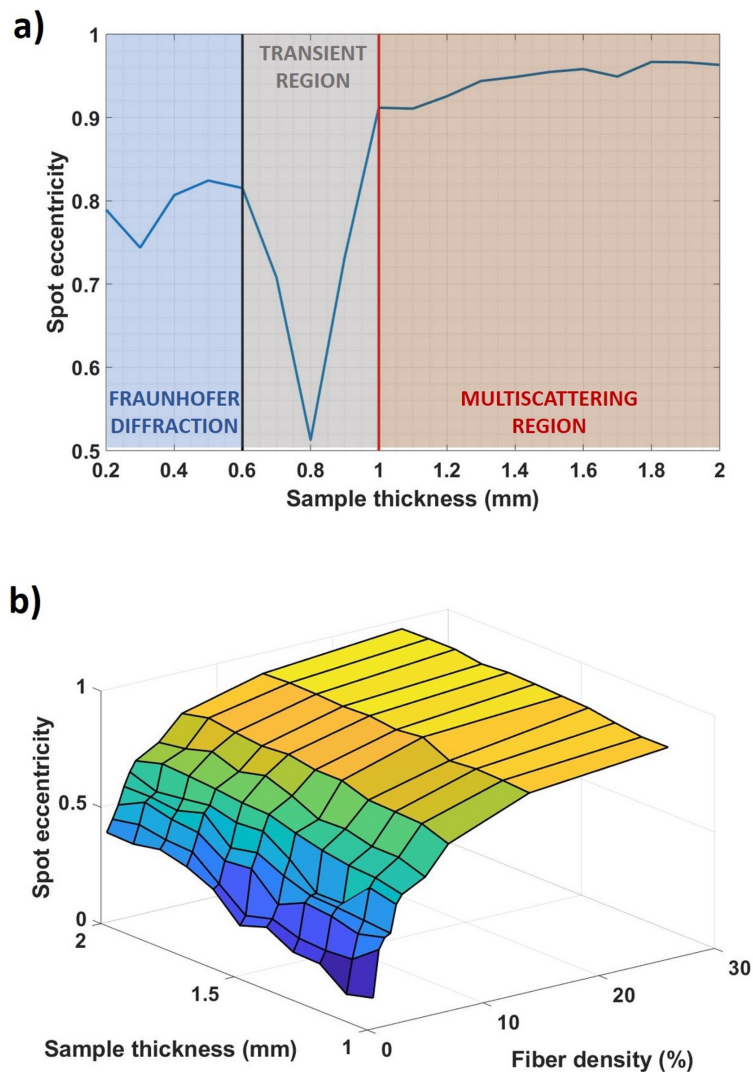 a)
1
0.9
0.8
0.7
0.6
0.5
Spot eccentricity
TRANSIENT
REGION
FRAUNHOFER
DIFFRACTION
MULTISCATTERING
REGION
0.2 0.4 0.6 0.8 1 1.2 1.4 1.6 1.8 2
Sample thickness (mm)
b)
1
0.5
0
Spot eccentricity
2
1.5
1
Sample thickness (mm)
0
10
20
30
Fiber density (%)